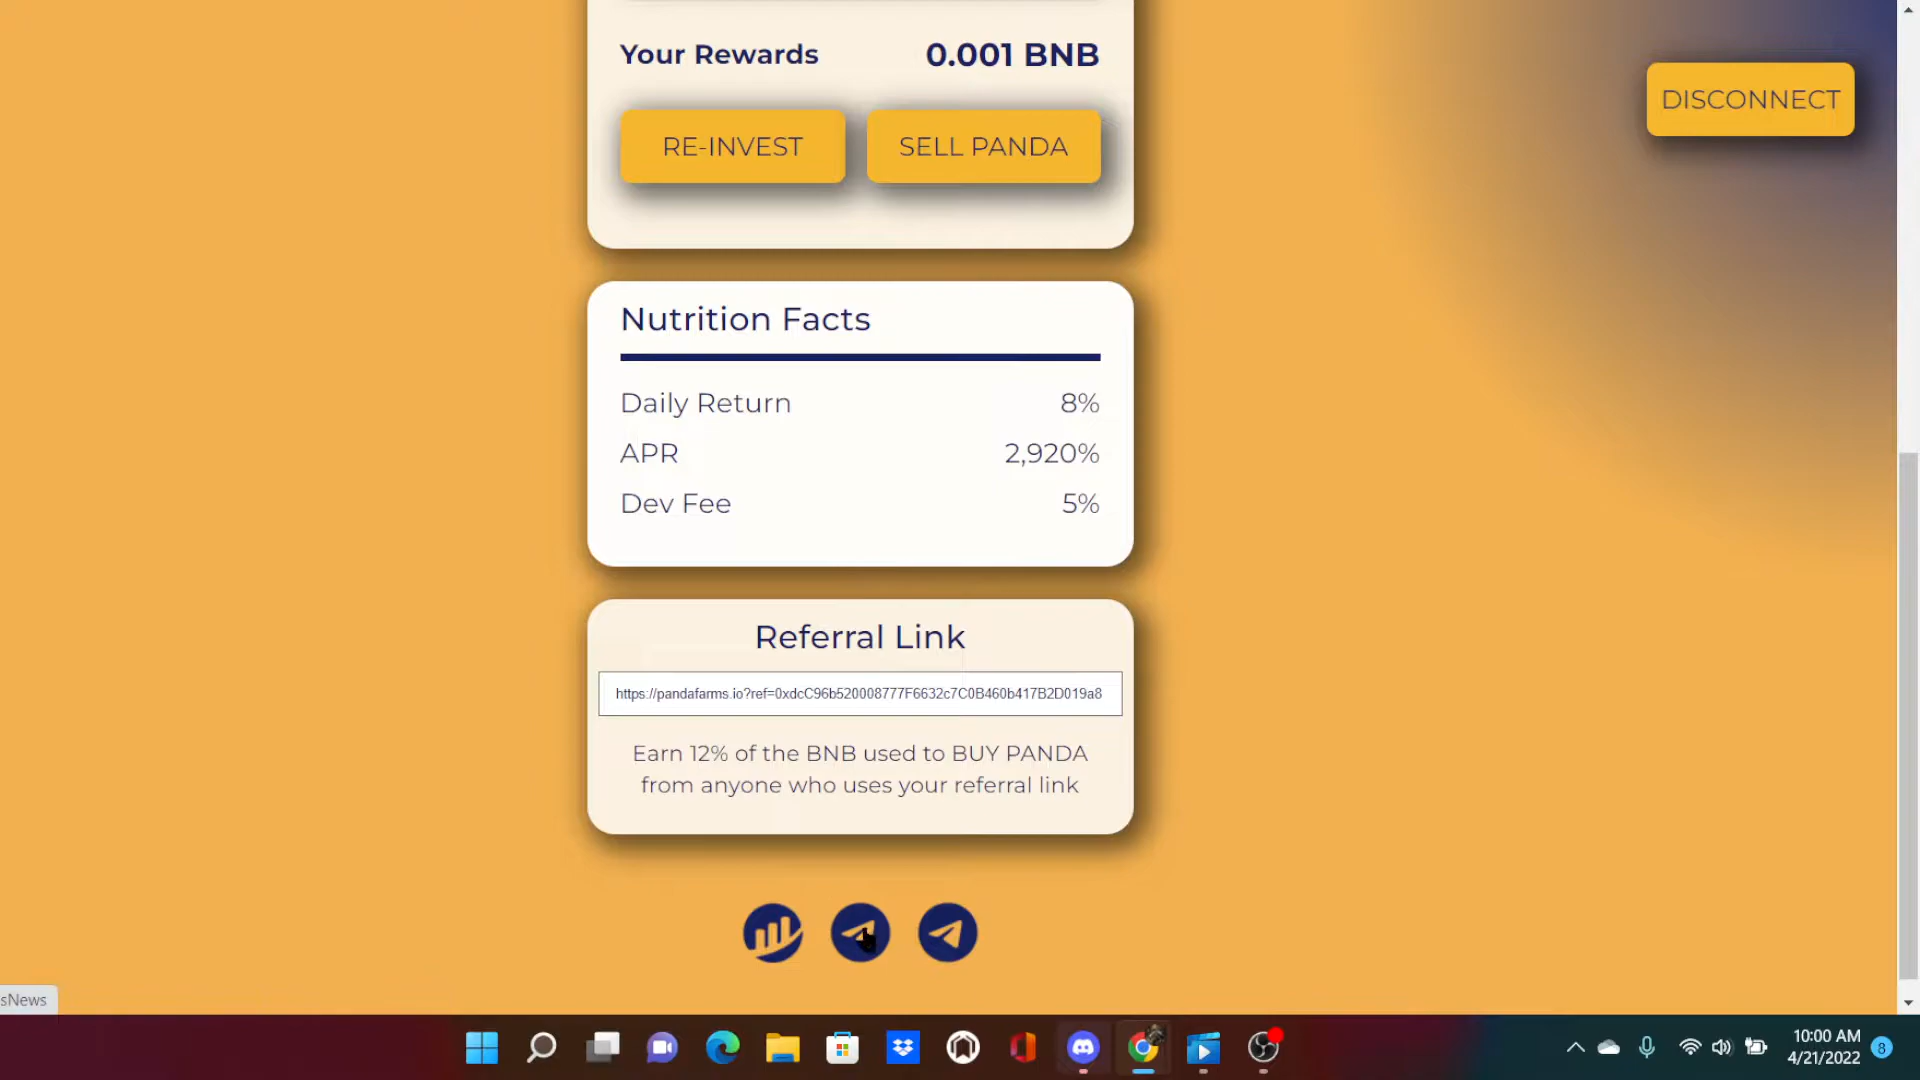 Your Rewards 0.001 BNB
RE-INVEST SELL PANDA
DISCONNECT
Nutrition Facts
Daily Return 8%
APR 2,920%
Dev Fee 5%
Referral Link
https://pandafarms.io?ref=0xdcC96b520008777F6632c7C0B460b417B2D019a8
Earn 12% of the BNB used to BUY PANDA
from anyone who uses your referral link
sNews
10:00 AM
4/21/2022
8